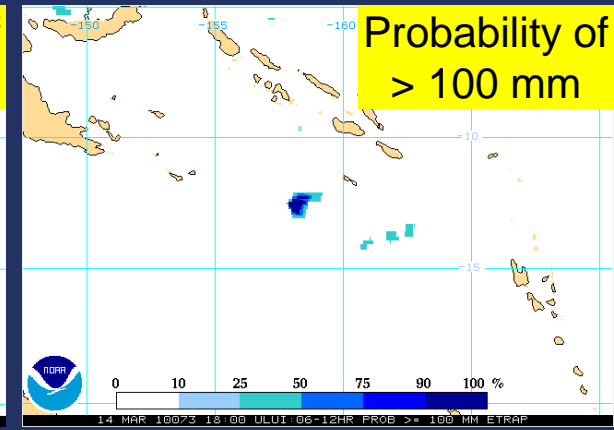 -150 -155 -160
Probability of
> 100 mm
-10
-15
NOAA
0 10 25 50 75 90 100 %
14 MAR 10073 18:00 ULUI:06-12HR PROB >= 100 MM ETRAP